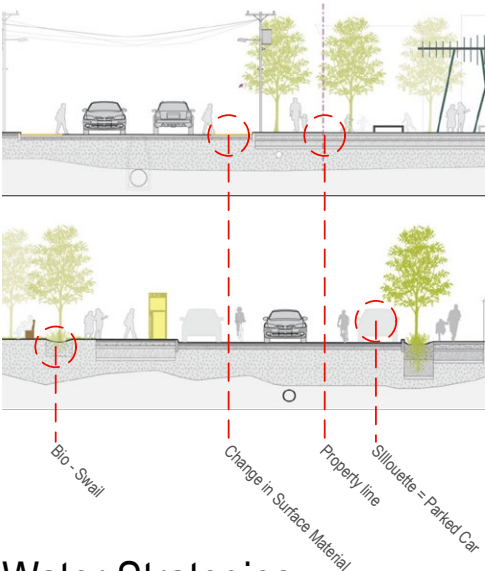 Bio - Swail
Change in Surface Material
Property line
SIllouette = Parked Car
Water Strategies